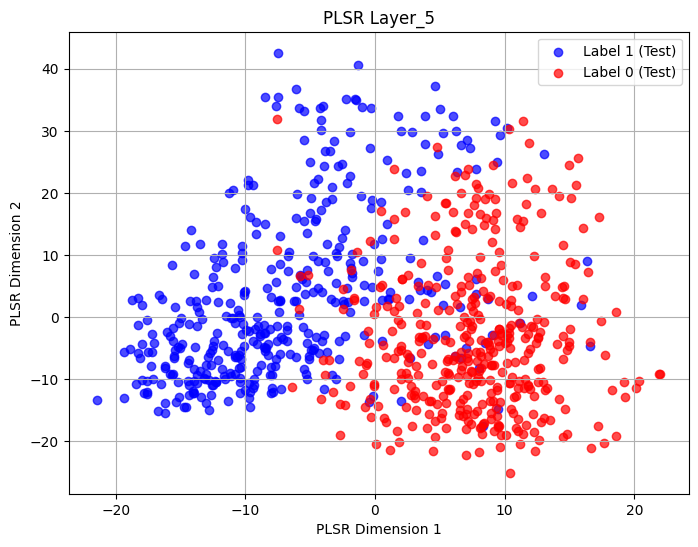 PLSR Layer_5
Label 1 (Test)
Label 0 (Test)
40
30
20
10
0
−10
−20
PLSR Dimension 2
−20
−10
0
10
20
PLSR Dimension 1